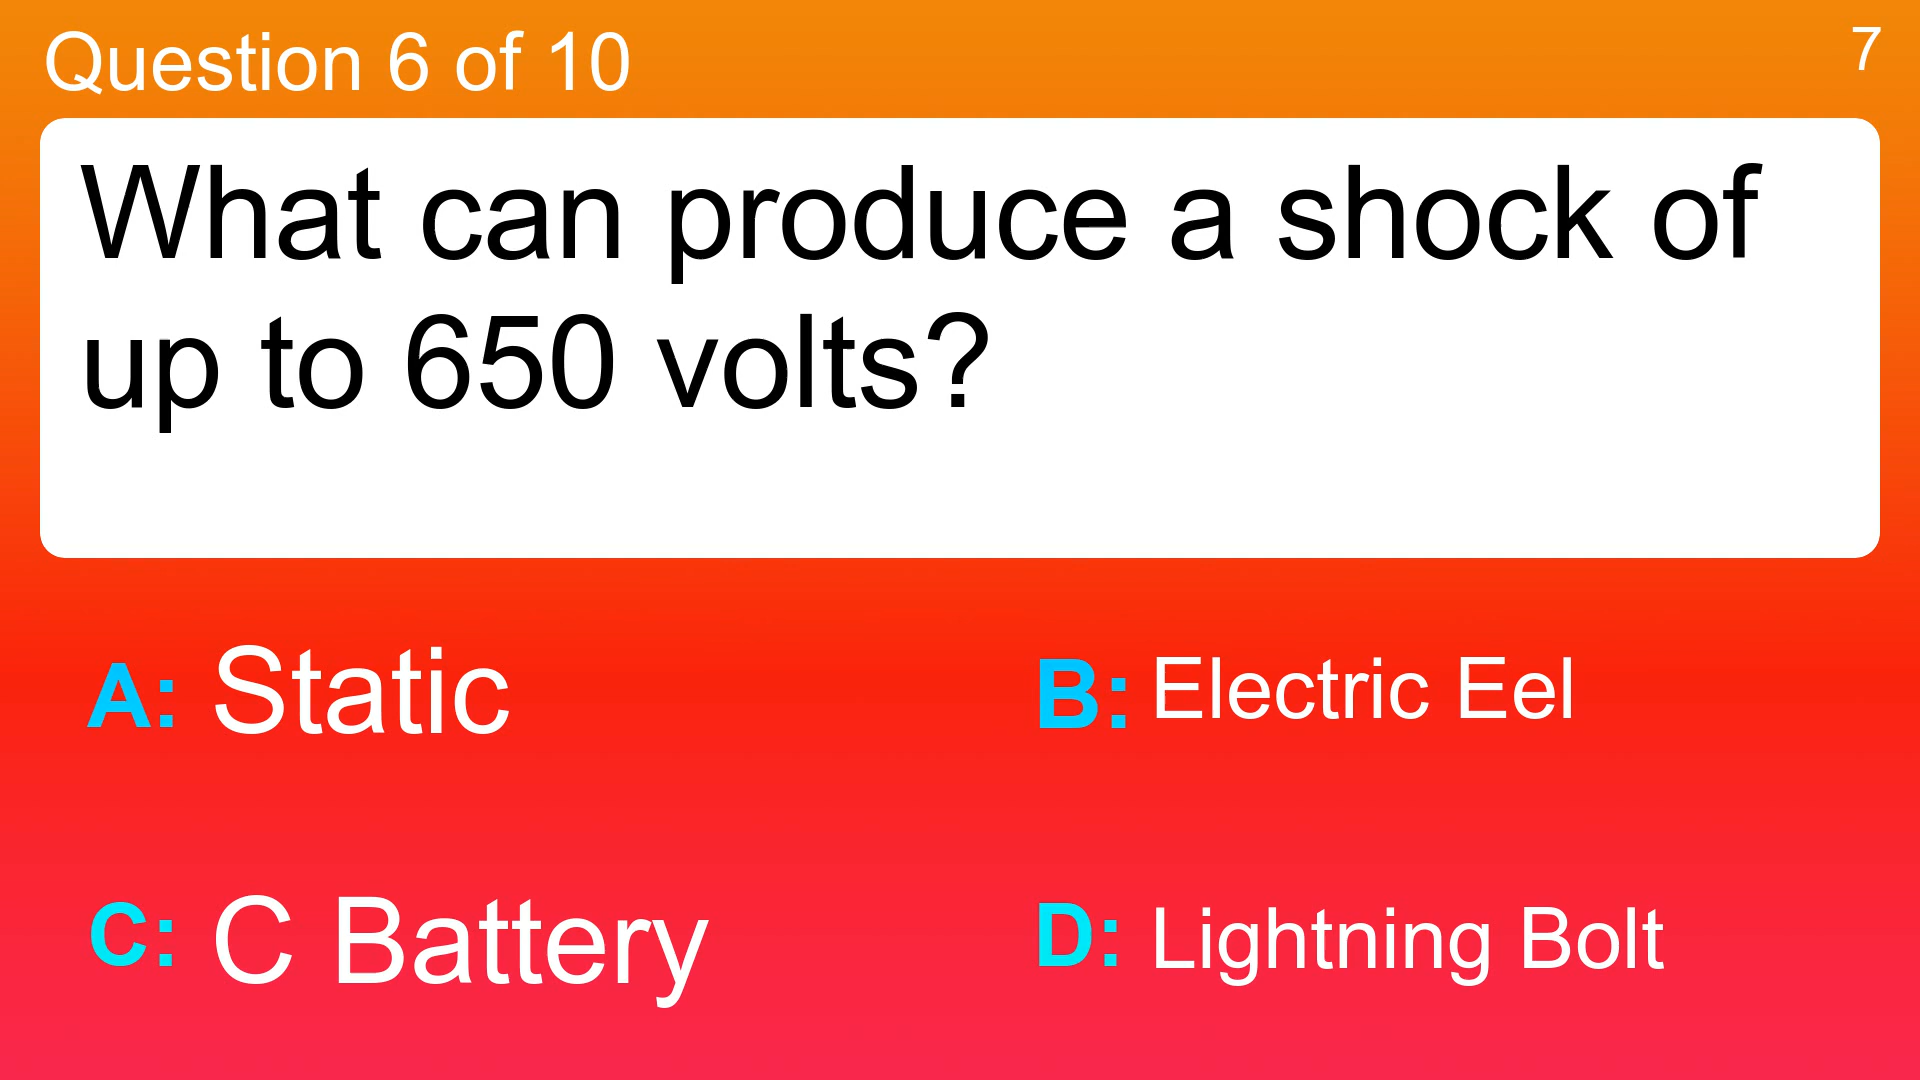 Question 6 of 10
7
What can produce a shock of
up to 650 volts?
A: Static
B: Electric Eel
C: C Battery
D: Lightning Bolt